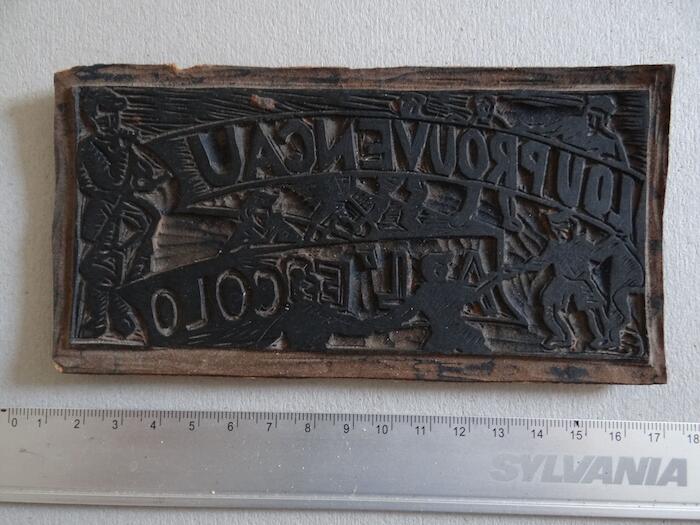 LOU PROUVENÇAU
A L'ESCOLO
0 1 2 3 4 5 6 7 8 9 10 11 12 13 14 15 16 17 18
SYLVANIA